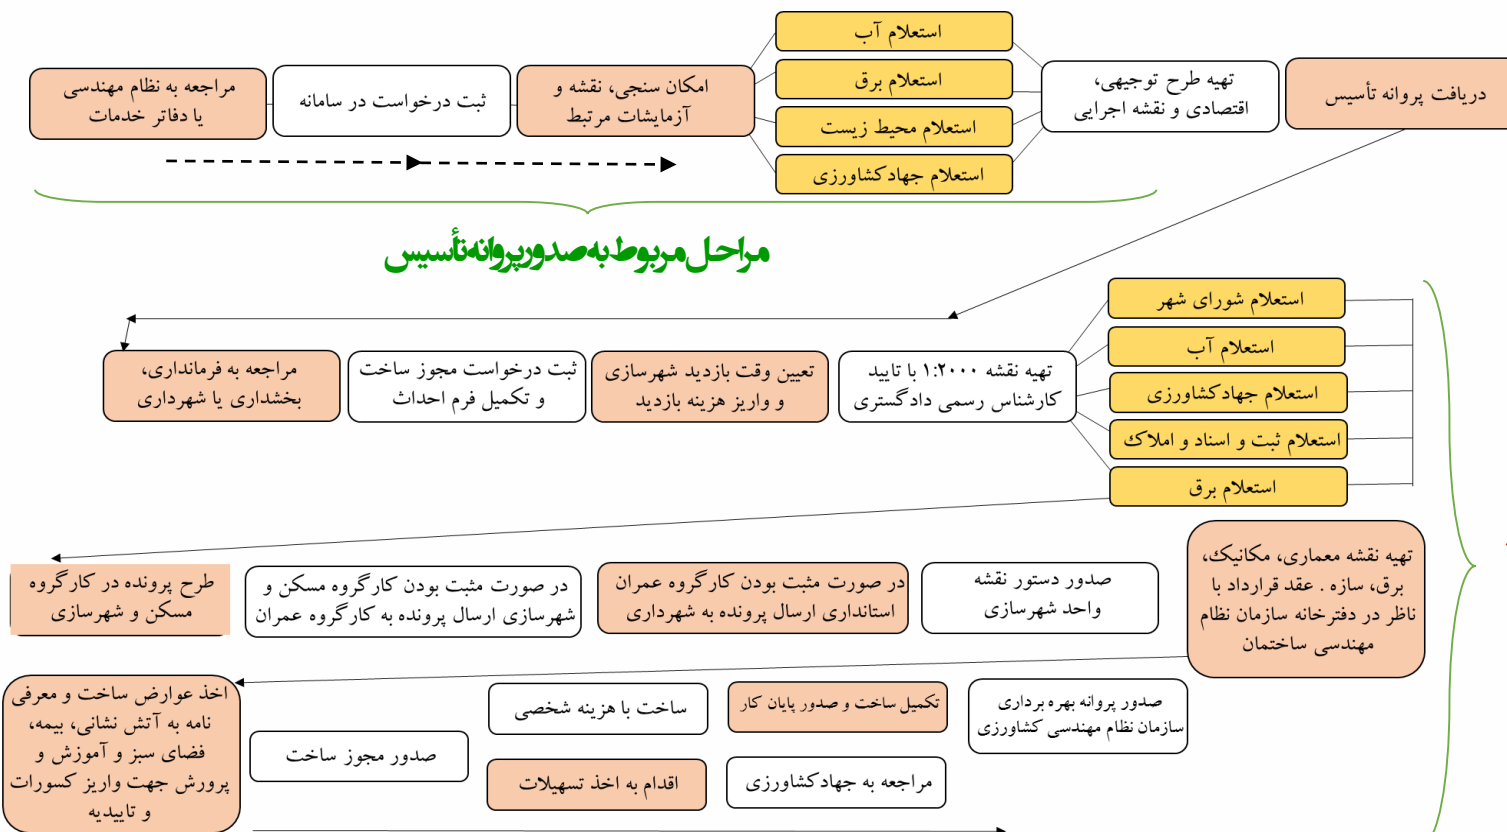 مراجعه به نظام مهندسی
یا دفاتر خدمات
ثبت درخواست در سامانه
امکان سنجی، نقشه و
آزمایشات مرتبط
استعلام آب
استعلام برق
استعلام محیط زیست
استعلام جهادکشاورزی
تهیه طرح توجیهی،
اقتصادی و نقشه اجرایی
دریافت پروانه تأسیس
مراحل مربوط به صدور پروانه تأسیس
مراجعه به فرمانداری،
بخشداری یا شهرداری
ثبت درخواست مجوز ساخت
و تکمیل فرم احداث
تعیین وقت بازدید شهرسازی
و واریز هزینه بازدید
تهیه نقشه ۱:۲۰۰۰ با تایید
کارشناس رسمی دادگستری
استعلام شورای شهر
استعلام آب
استعلام جهادکشاورزی
استعلام ثبت و اسناد و املاک
استعلام برق
طرح پرونده در کارگروه
مسکن و شهرسازی
در صورت مثبت بودن کارگروه مسکن و
شهرسازی ارسال پرونده به کارگروه عمران
در صورت مثبت بودن کارگروه عمران
استانداری ارسال پرونده به شهرداری
صدور دستور نقشه
واحد شهرسازی
تهیه نقشه معماری، مکانیک،
برق، سازه . عقد قرارداد با
ناظر در دفترخانه سازمان نظام
مهندسی ساختمان
اخذ عوارض ساخت و معرفی
نامه به آتش نشانی، بیمه،
فضای سبز و آموزش و
پرورش جهت واریز کسورات
و تاییدیه
صدور مجوز ساخت
ساخت با هزینه شخصی
اقدام به اخذ تسهیلات
تکمیل ساخت و صدور پایان کار
مراجعه به جهادکشاورزی
صدور پروانه بهره برداری
سازمان نظام مهندسی کشاورزی